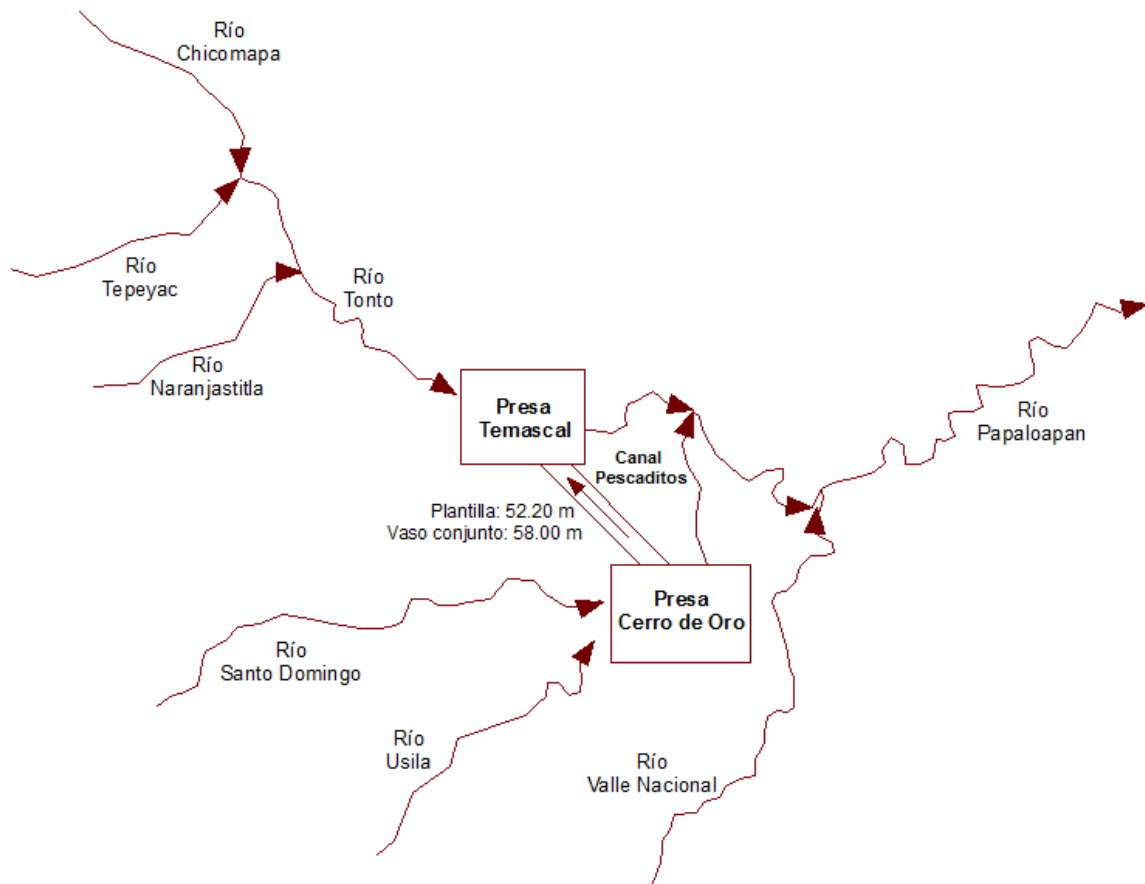 Río
Chicomapa
Río
Tepeyac
Río
Tonto
Río
Naranjastitla
Presa
Temascal
Río
Papaloapan
Canal
Pescaditos
Plantilla: 52.20 m
Vaso conjunto: 58.00 m
Presa
Cerro de Oro
Río
Santo Domingo
Río
Usila
Río
Valle Nacional